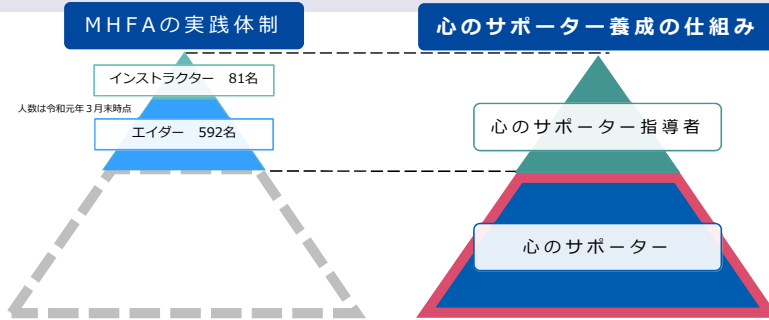 MHFAの実践体制
心のサポーター養成の仕組み
インストラクター 81名
人数は令和元年3月末時点
エイダー 592名
心のサポーター指導者
心のサポーター